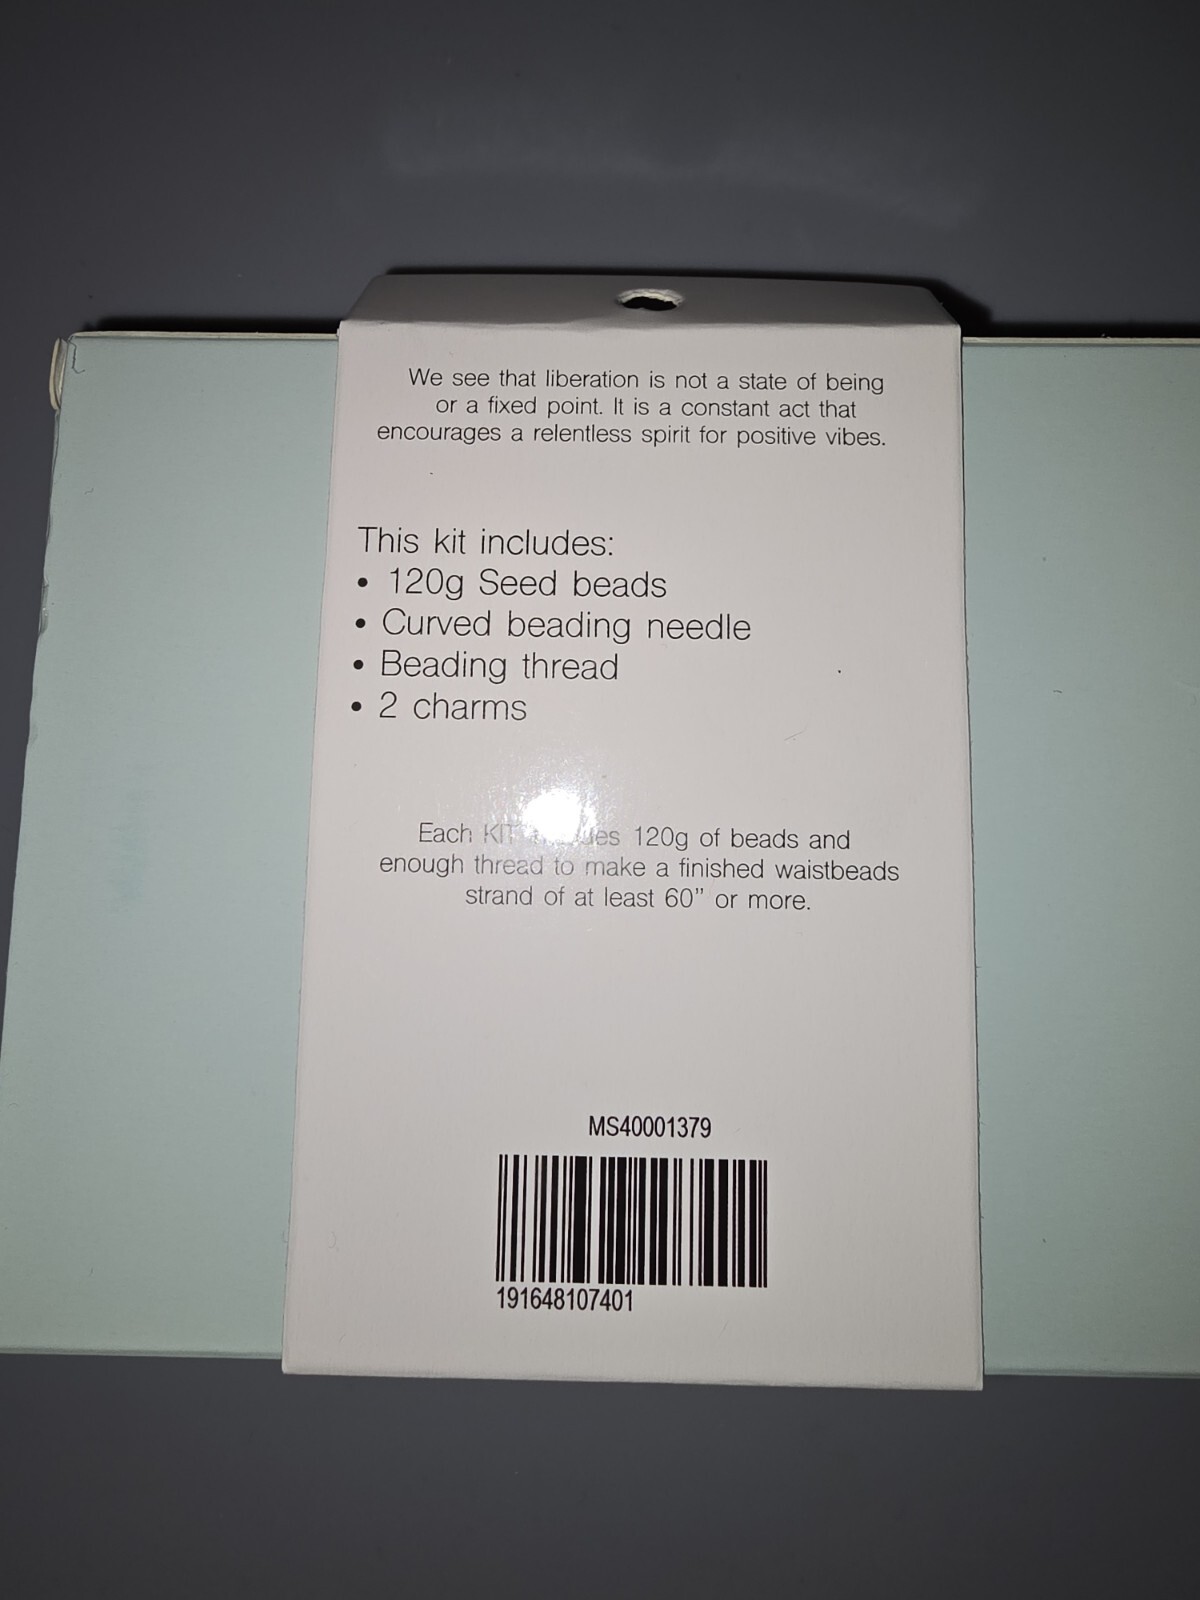 We see that liberation is not a state of being
or a fixed point. It is a constant act that
encourages a relentless spirit for positive vibes.
This kit includes:
• 120g Seed beads
• Curved beading needle
• Beading thread
• 2 charms
Each KIT 120g of beads and
enough thread to make a finished waistbeads
strand of at least 60” or more.
MS40001379
191648107401